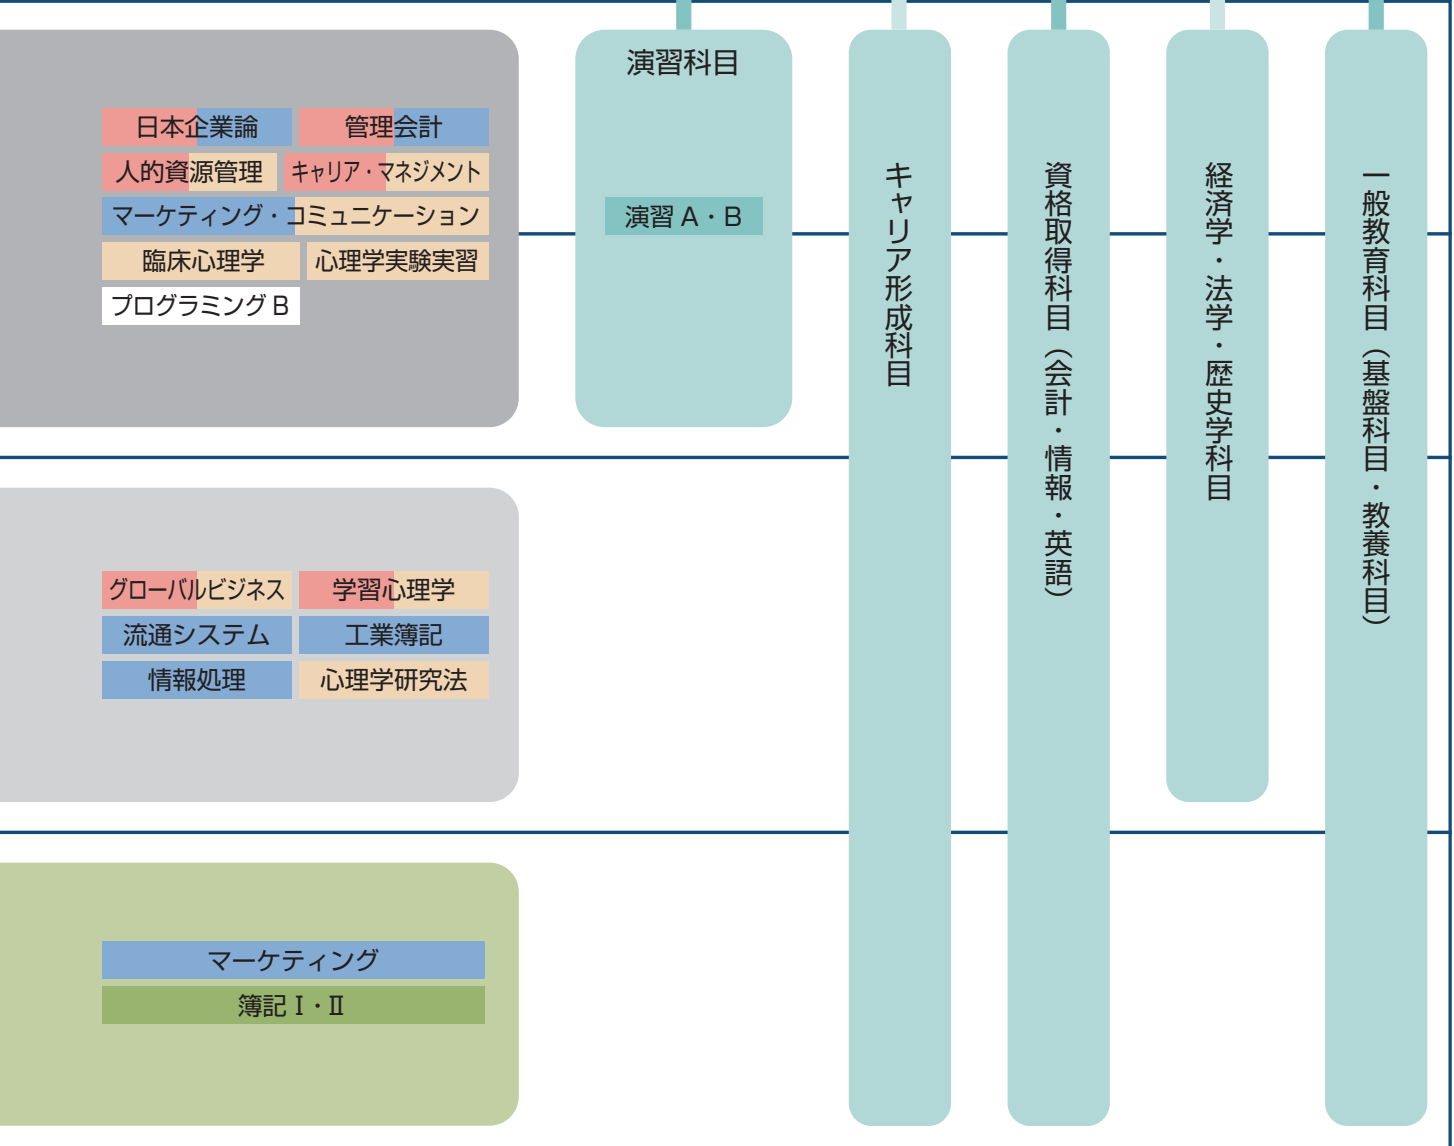 日本企業論
管理会計
人的資源管理
キャリア・マネジメント
マーケティング・コミュニケーション
臨床心理学
心理学実験実習
プログラミング B
演習科目
演習 A・B
キャリア形成科目
資格取得科目（会計・情報・英語）
経済学・法学・歴史学科目
一般教育科目（基盤科目・教養科目）
グローバルビジネス
学習心理学
流通システム
工業簿記
情報処理
心理学研究法
マーケティング
簿記 I・II